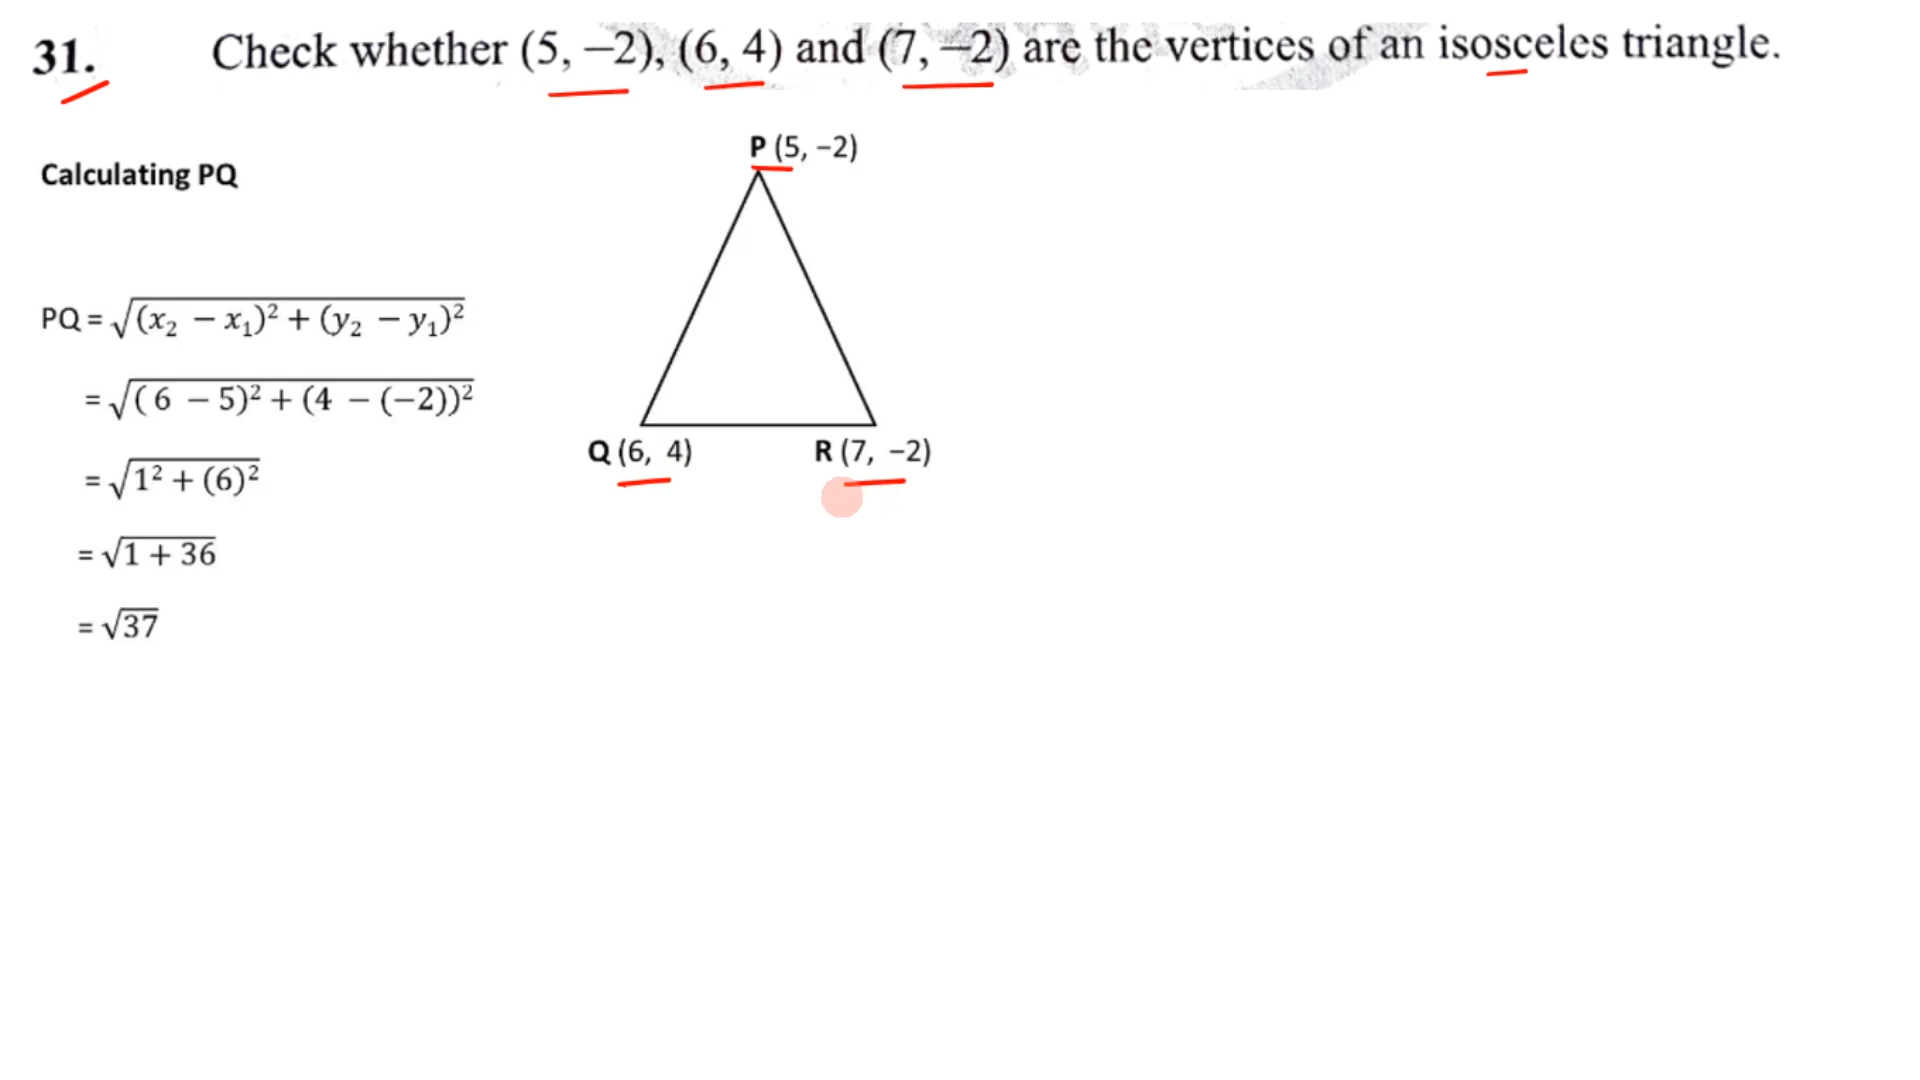 31. Check whether (5, −2), (6, 4) and (7, −2) are the vertices of an isosceles triangle.
P (5, −2)
Calculating PQ
PQ = √(x₂ − x₁)² + (y₂ − y₁)²
= √( 6 − 5)² + (4 − (−2))²
Q (6, 4) R (7, −2)
= √1² + (6)²
= √1 + 36
= √37